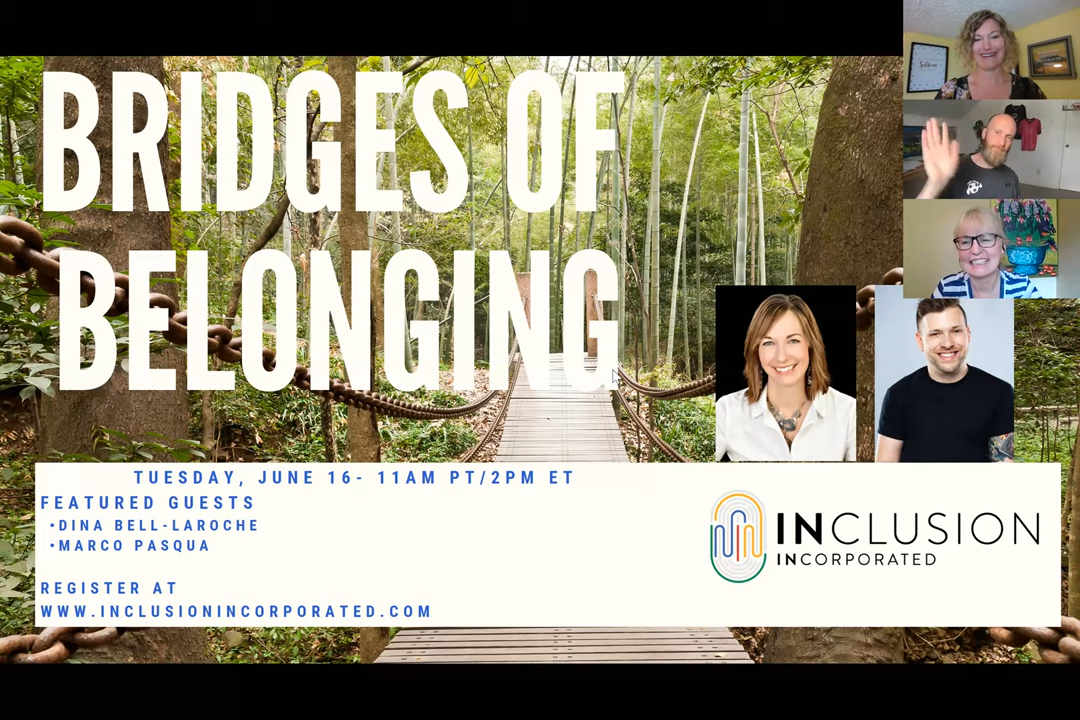 BRIDGES OF
BELONGING
TUESDAY, JUNE 16- 11AM PT/2PM ET
FEATURED GUESTS
•DINA BELL-LAROCHE
•MARCO PASQUA
REGISTER AT
WWW.INCLUSIONINCORPORATED.COM
INCLUSION
INCORPORATED